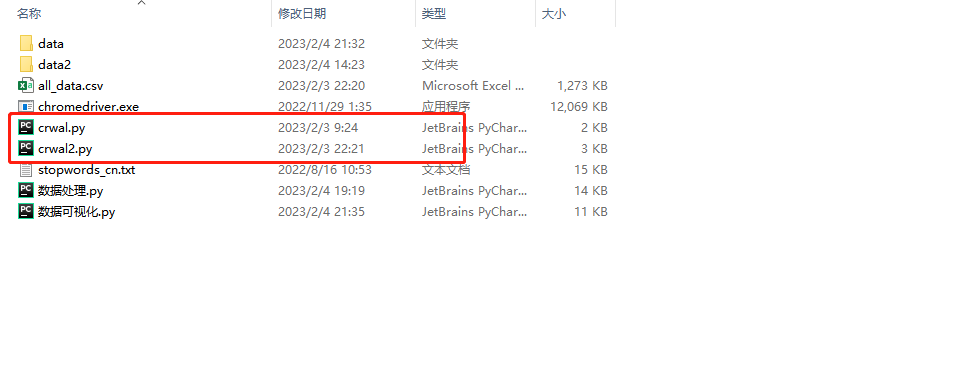 名称 修改日期 类型 大小
data 2023/2/4 21:32 文件夹
data2 2023/2/4 14:23 文件夹
all_data.csv 2023/2/3 22:20 Microsoft Excel ... 1,273 KB
chromedriver.exe 2022/11/29 1:35 应用程序 12,069 KB
PC crwal.py 2023/2/3 9:24 JetBrains PyChar... 2 KB
PC crwal2.py 2023/2/3 22:21 JetBrains PyChar... 3 KB
stopwords_cn.txt 2022/8/16 10:53 文本文档 15 KB
PC 数据处理.py 2023/2/4 19:19 JetBrains PyChar... 14 KB
PC 数据可视化.py 2023/2/4 21:35 JetBrains PyChar... 11 KB